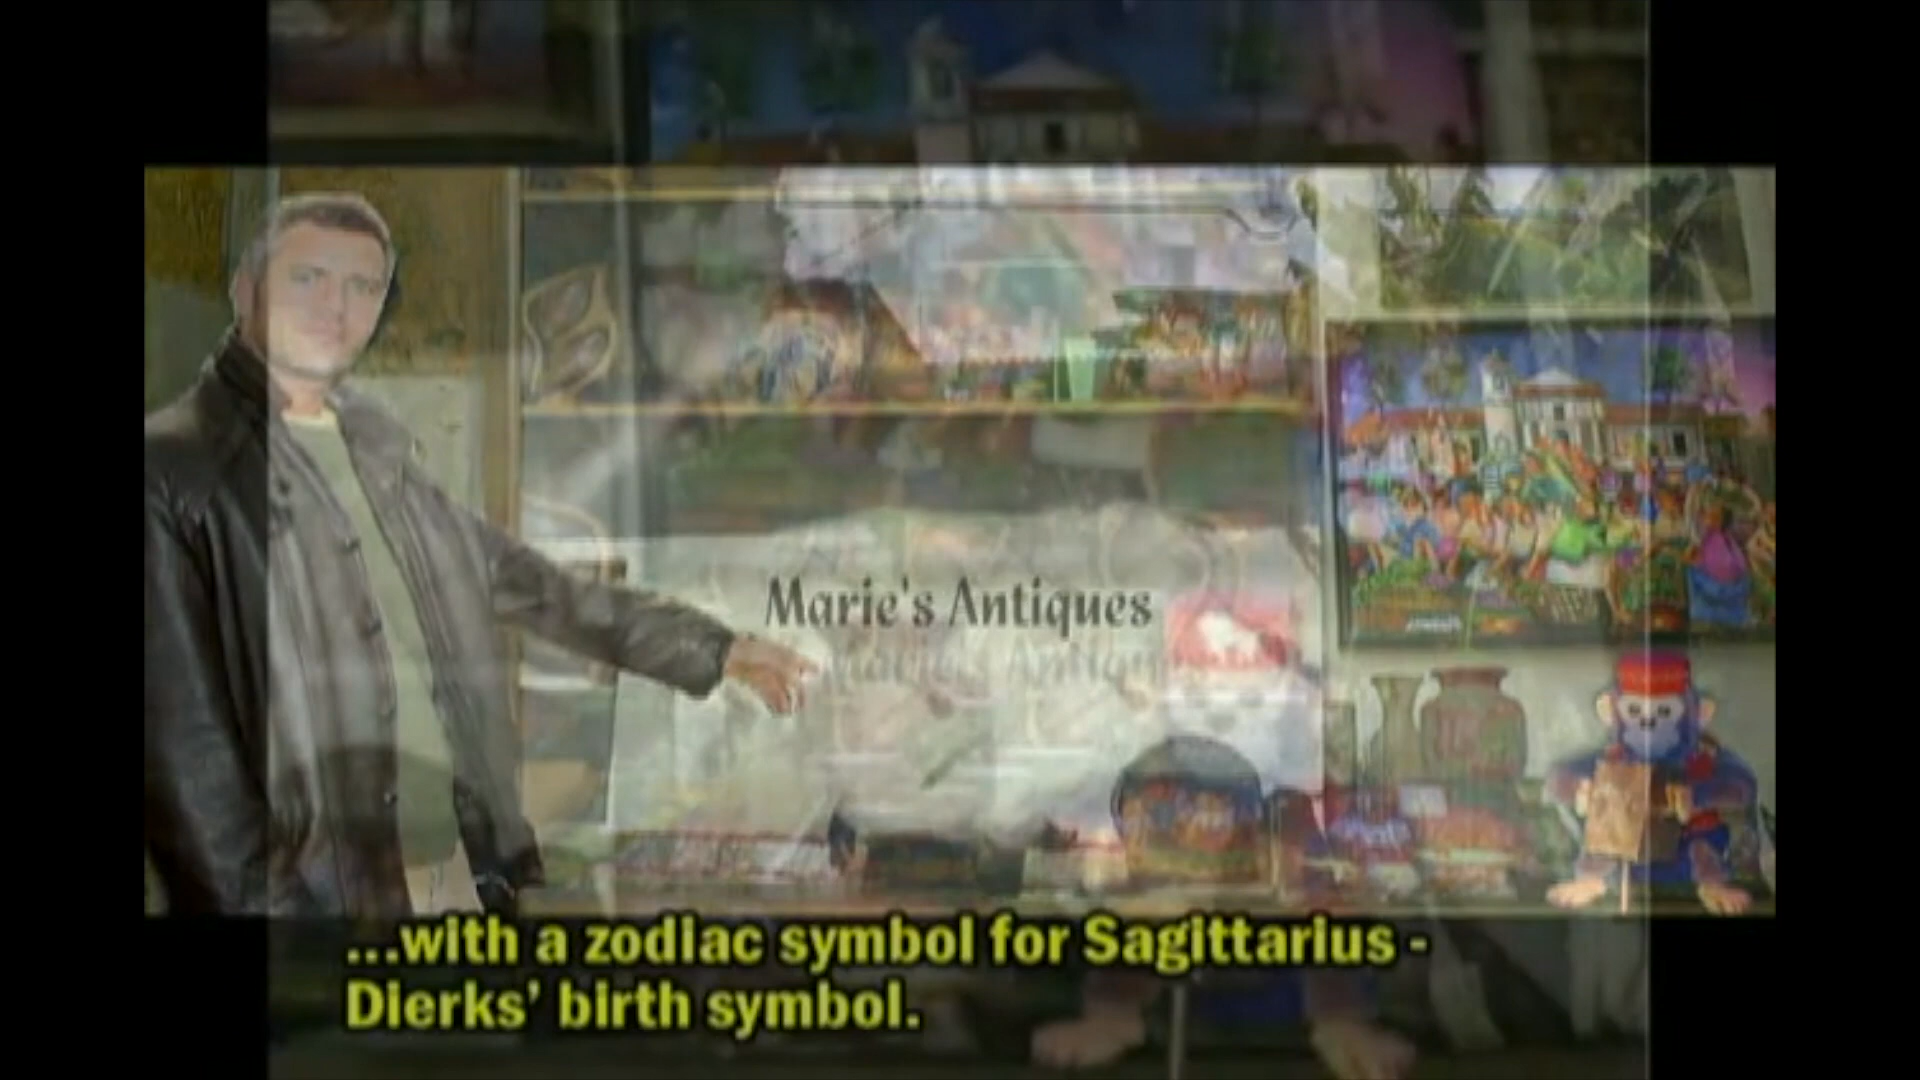 Marie's Antiques
...with a zodiac symbol for Sagittarius -
Dierks' birth symbol.